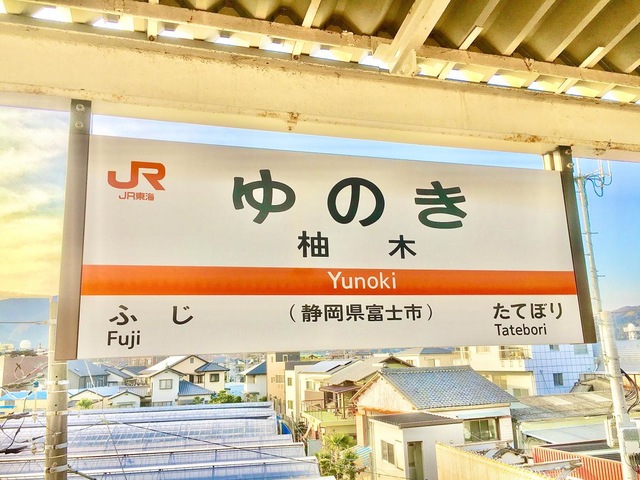 JR
JR東海
ゆのき
柚木
Yunoki
ふじ （静岡県富士市） たてぼり
Fuji Tatebori